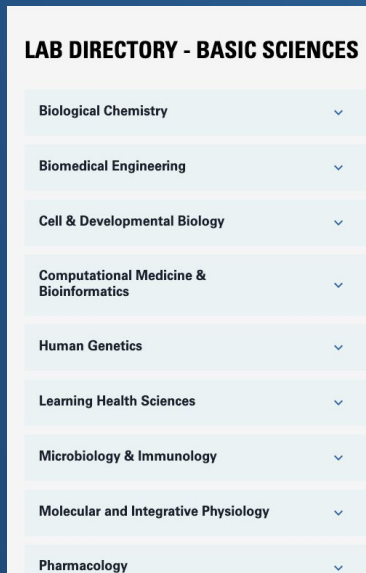 LAB DIRECTORY - BASIC SCIENCES
Biological Chemistry
Biomedical Engineering
Cell & Developmental Biology
Computational Medicine &
Bioinformatics
Human Genetics
Learning Health Sciences
Microbiology & Immunology
Molecular and Integrative Physiology
Pharmacology